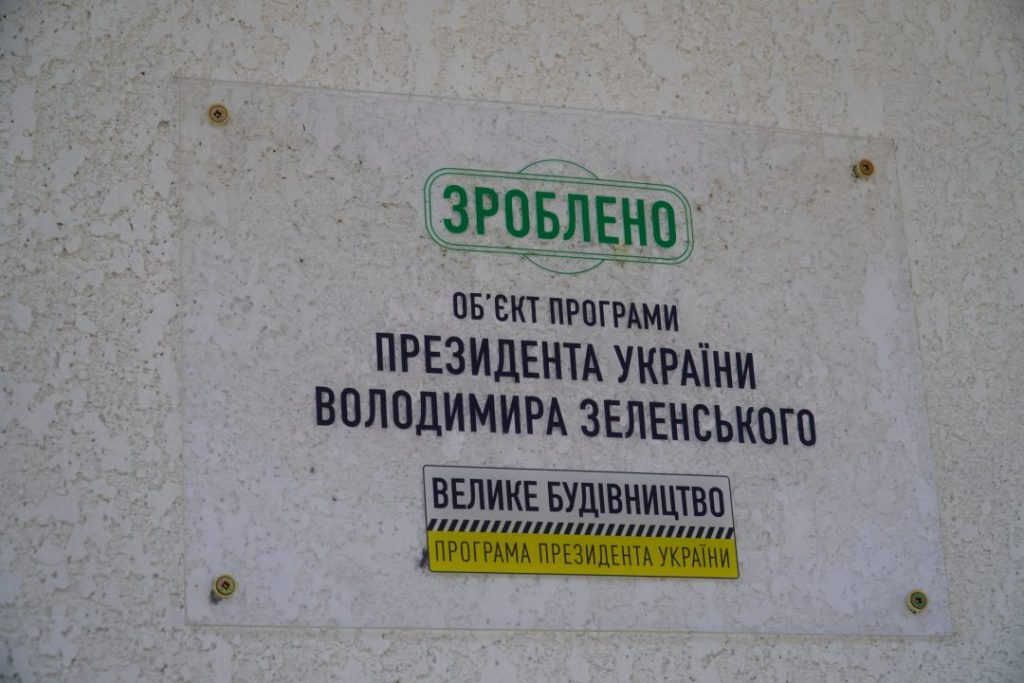 ЗРОБЛЕНО
ОБ'ЄКТ ПРОГРАМИ
ПРЕЗИДЕНТА УКРАЇНИ
ВОЛОДИМИРА ЗЕЛЕНСЬКОГО
ВЕЛИКЕ БУДІВНИЦТВО
ПРОГРАМА ПРЕЗИДЕНТА УКРАЇНИ